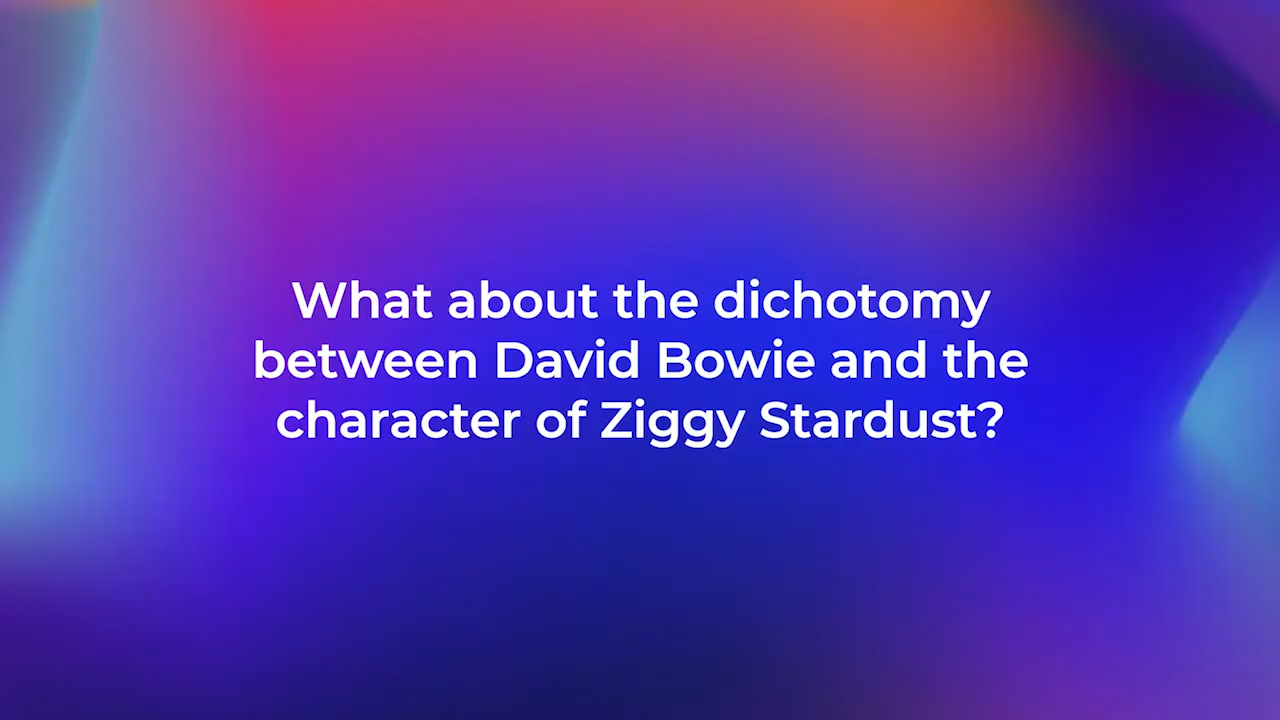 What about the dichotomy
between David Bowie and the
character of Ziggy Stardust?